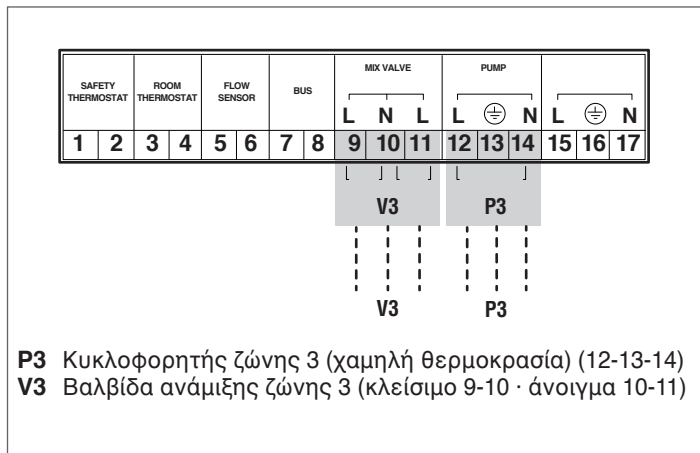 MIX VALVE PUMP
SAFETY THERMOSTAT ROOM THERMOSTAT FLOW SENSOR BUS
L N L L N L N
1 2 3 4 5 6 7 8 9 10 11 12 13 14 15 16 17
V3 P3
V3 P3
P3 Κυκλοφορητής ζώνης 3 (χαμηλή θερμοκρασία) (12-13-14)
V3 Βαλβίδα ανάμιξης ζώνης 3 (κλείσιμο 9-10 · άνοιγμα 10-11)